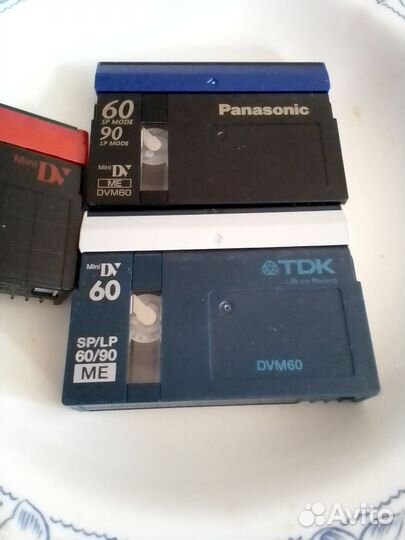 60
SP MODE
90
LP MODE
Mini DV
ME
DVM60
Panasonic
Mini DV
Mini DV
60
SP/LP
60/90
ME
TDK
Life on Record
DVM60
Avito